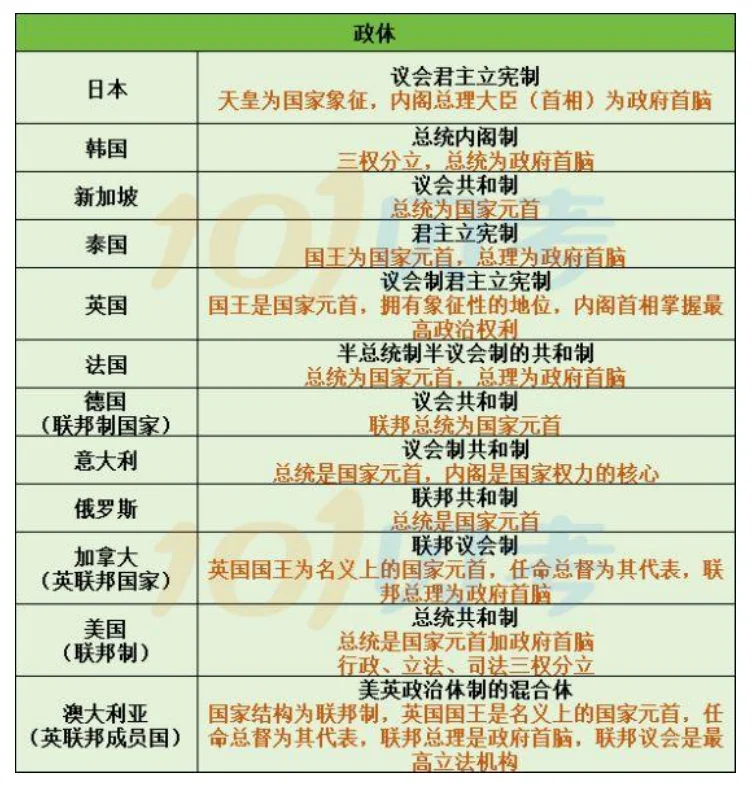 政体
日本
议会君主立宪制
天皇为国家象征，内阁总理大臣（首相）为政府首脑
韩国
总统内阁制
三权分立，总统为政府首脑
新加坡
议会共和制
总统为国家元首
泰国
君主立宪制
国王为国家元首，总理为政府首脑
英国
议会制君主立宪制
国王是国家元首，拥有象征性的地位，内阁首相掌握最
高政治权利
法国
半总统制半议会制的共和制
总统为国家元首，总理为政府首脑
德国
（联邦制国家）
议会共和制
联邦总统为国家元首
意大利
议会制共和制
总统是国家元首，内阁是国家权力的核心
俄罗斯
联邦共和制
总统是国家元首
加拿大
（英联邦国家）
联邦议会制
英国国王为名义上的国家元首，任命总督为其代表，联
邦总理为政府首脑
美国
（联邦制）
总统共和制
总统是国家元首加政府首脑
行政、立法、司法三权分立
澳大利亚
（英联邦成员国）
美英政治体制的混合体
国家结构为联邦制，英国国王是名义上的国家元首，任
命总督为其代表，联邦总理是政府首脑，联邦议会是最
高立法机构